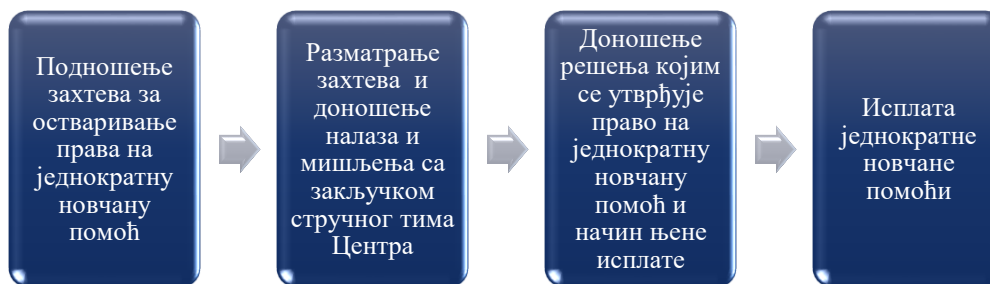 Подношење
захтева за
остваривање
права на
једнократну
новчану
помоћ
Разматрање
захтева и
доношење
налаза и
мишљења са
закључком
стручног тима
Центра
Доношење
решења којим
се утврђује
право на
једнократну
новчану
помоћ и
начин њене
исплате
Исплата
једнократне
новчане
помоћи